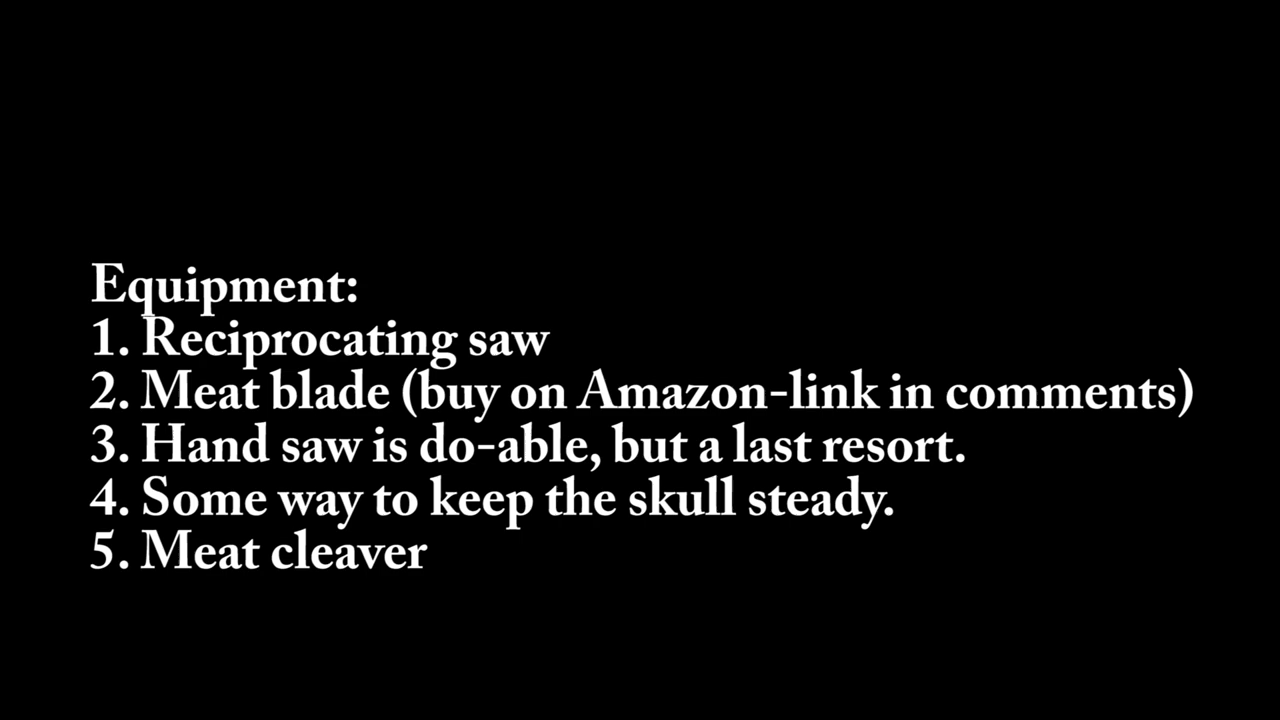 Equipment:
1. Reciprocating saw
2. Meat blade (buy on Amazon-link in comments)
3. Hand saw is do-able, but a last resort.
4. Some way to keep the skull steady.
5. Meat cleaver